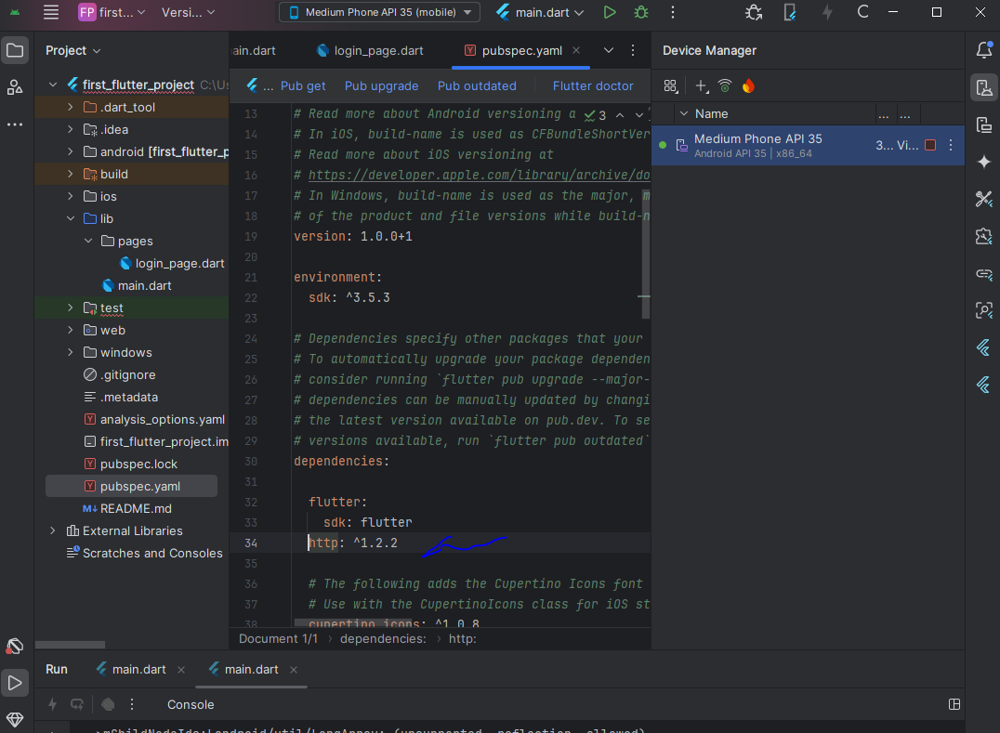 FP first... Versi...
Medium Phone API 35 (mobile)
main.dart
Project
first_flutter_project C:\Us
.dart_tool
.idea
android [first_flutter_p
build
ios
lib
pages
login_page.dart
main.dart
test
web
windows
.gitignore
.metadata
analysis_options.yaml
first_flutter_project.im
pubspec.lock
pubspec.yaml
README.md
External Libraries
Scratches and Consoles
ain.dart
login_page.dart
pubspec.yaml
... Pub get Pub upgrade Pub outdated Flutter doctor
3
13 # Read more about Android versioning a
14 # In iOS, build-name is used as CFBundleShortVer
15 # Read more about iOS versioning at
16 # https://developer.apple.com/library/archive/do
17 # In Windows, build-name is used as the major, m
18 # of the product and file versions while build-n
19 version: 1.0.0+1
20
21 environment:
22 sdk: ^3.5.3
23
24 # Dependencies specify other packages that your
25 # To automatically upgrade your package dependen
26 # consider running `flutter pub upgrade --major-
27 # dependencies can be manually updated by changi
28 # the latest version available on pub.dev. To se
29 # versions available, run `flutter pub outdated`
30 dependencies:
31
32 flutter:
33 sdk: flutter
34 http: ^1.2.2
35
36 # The following adds the Cupertino Icons font
37 # Use with the CupertinoIcons class for iOS st
38 cupertino_icons: ^1.0.8
Document 1/1 › dependencies: › http:
Device Manager
Name ... ...
Medium Phone API 35
Android API 35 | x86_64
3... Vi...
Run main.dart main.dart
Console